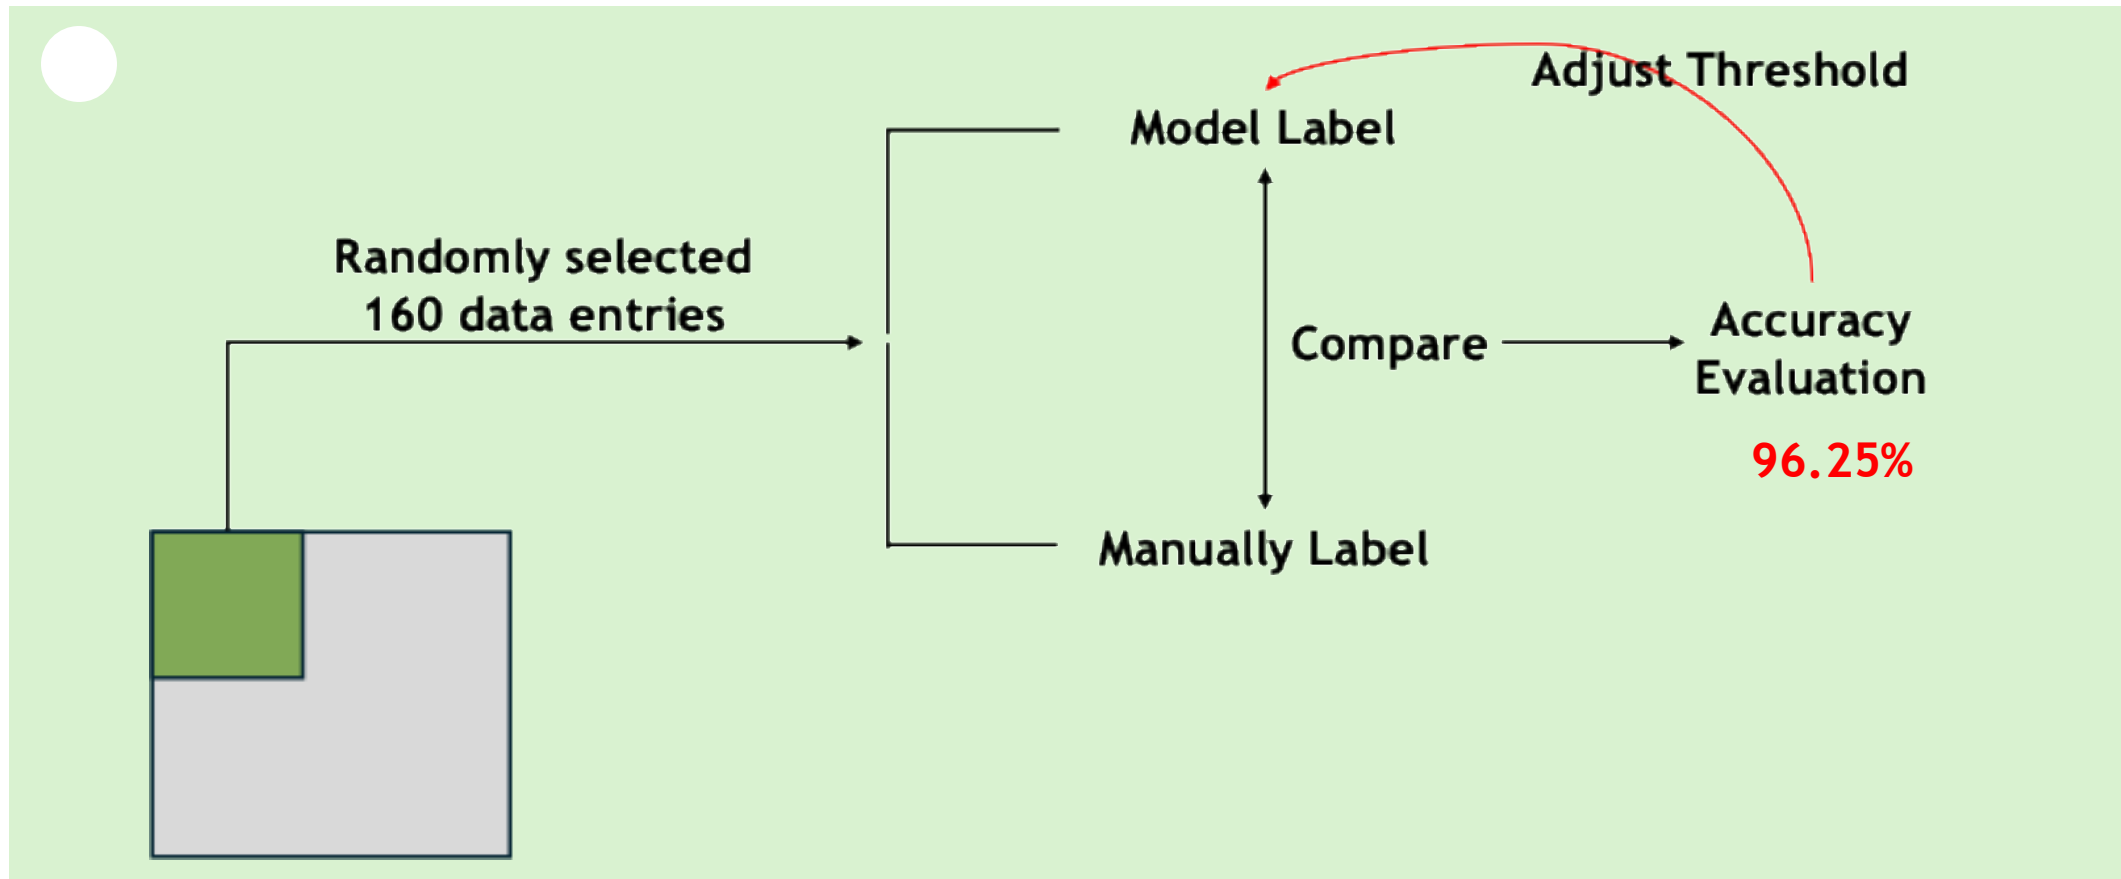 Adjust Threshold
Model Label
Randomly selected
160 data entries
Compare
Accuracy
Evaluation
96.25%
Manually Label